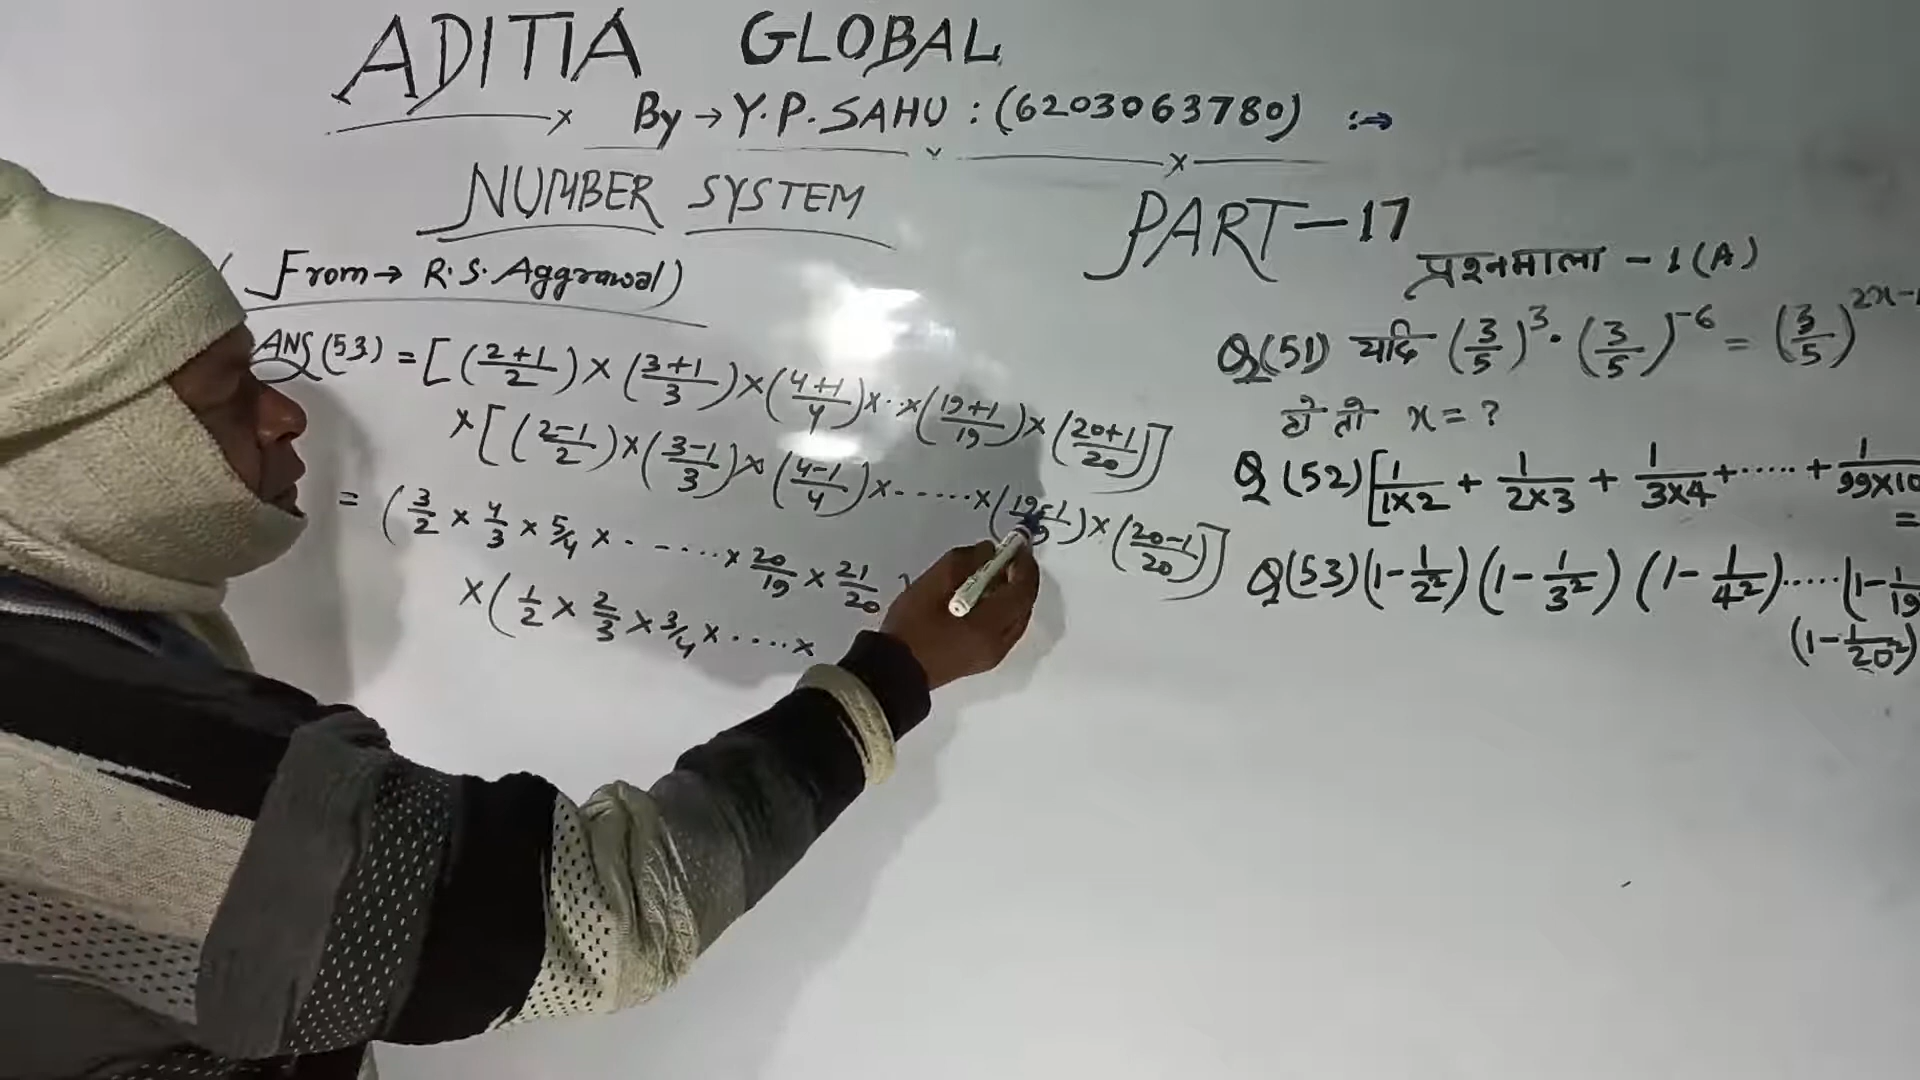 ADITIA GLOBAL
By → Y.P. SAHU : (6203063780) :⇒
NUMBER SYSTEM
PART-17
(From → R.S. Aggrawal)
प्रश्नमाला - 1(A)
ANS(53) = [(2+1/2) × (3+1/3) × (4+1/4) × ..× (19+1/19) × (20+1/20)]
× [(2-1/2) × (3-1/3) × (4-1/4) × ...... × (19-1/9) × (20-1/20)]
= (3/2 × 4/3 × 5/4 × ...... × 20/19 × 21/20
× (1/2 × 2/3 × 3/4 × ..... ×
Q(51) यदि (3/5)^3 . (3/5)^-6 = (3/5)^2x-
हो तो x = ?
Q(52) [1/1×2 + 1/2×3 + 1/3×4 + ..... + 1/99×10
=
Q(53) (1-1/2²) (1-1/3²) (1-1/4²) ..... (1-1/19
(1-1/20²)